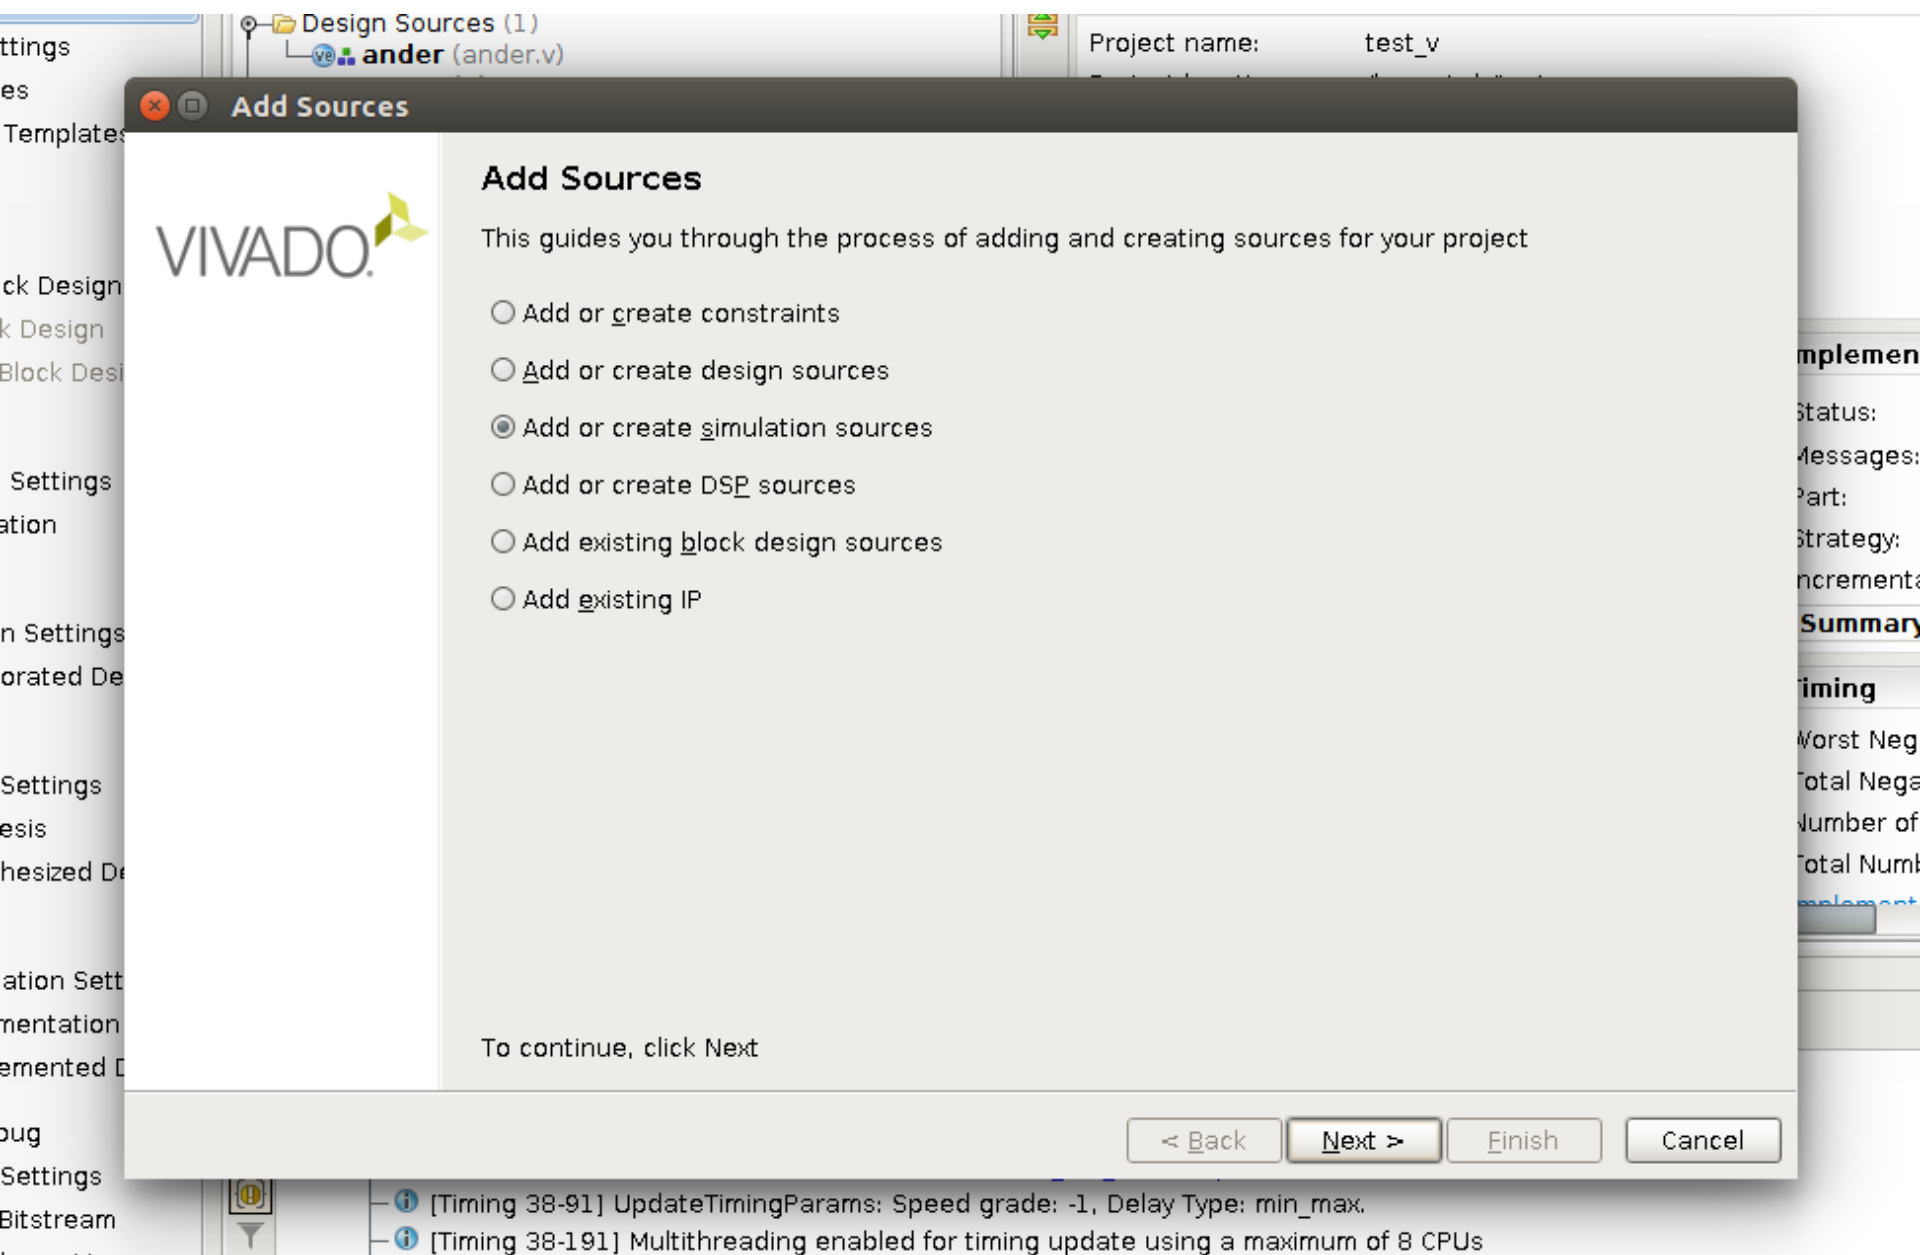 Design Sources (1)
ander (ander.v)
Project name: test_v
ttings
es
Templates
ck Design
k Design
Block Desi
Settings
ation
n Settings
orated De
Settings
esis
hesized De
ation Sett
mentation
emented D
bug
Settings
Bitstream
Add Sources
VIVADO.
Add Sources
This guides you through the process of adding and creating sources for your project
Add or create constraints
Add or create design sources
Add or create simulation sources
Add or create DSP sources
Add existing block design sources
Add existing IP
To continue, click Next
< Back
Next >
Finish
Cancel
mplemen
Status:
Messages:
Part:
Strategy:
ncrementa
Summary
Timing
Worst Neg
Total Nega
Number of
Total Numb
[Timing 38-91] UpdateTimingParams: Speed grade: -1, Delay Type: min_max.
[Timing 38-191] Multithreading enabled for timing update using a maximum of 8 CPUs